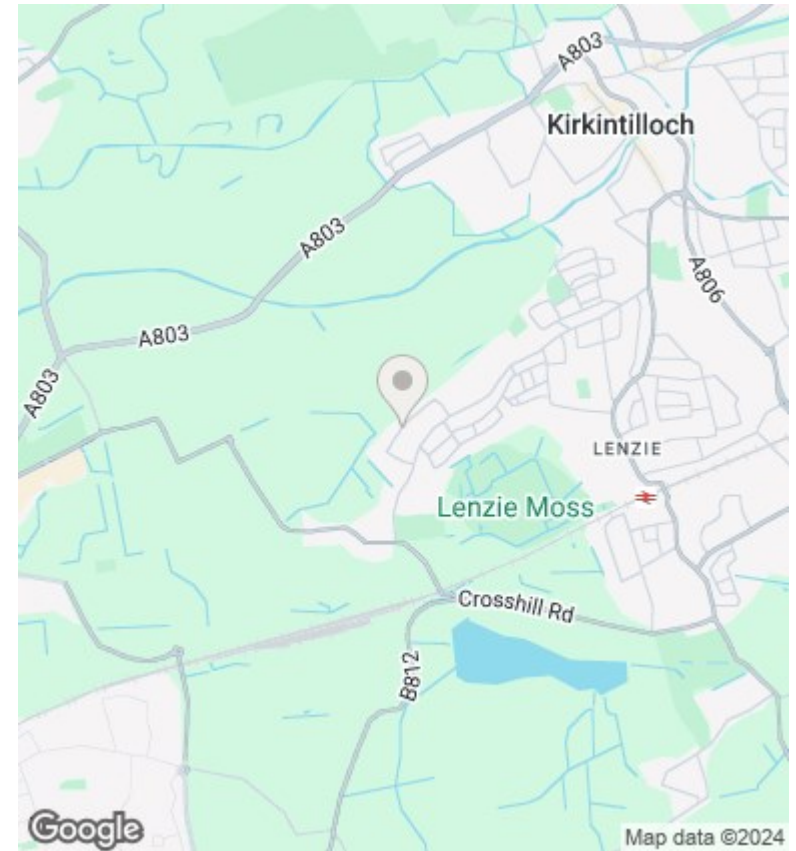 A803
Kirkintilloch
A803
A806
A803
A803
LENZIE
Lenzie Moss
Crosshill Rd
B812
Google
Map data ©2024